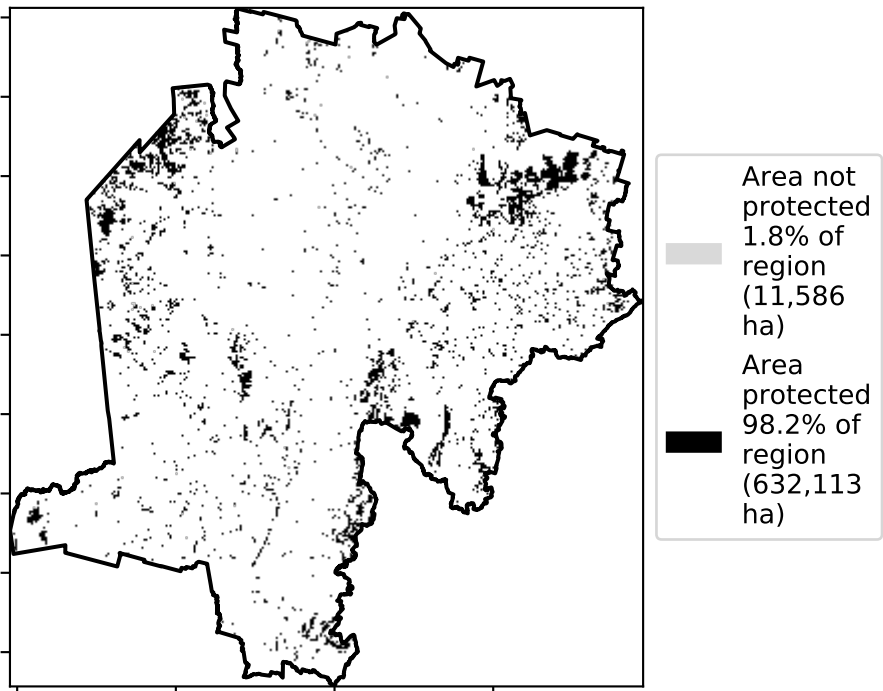 Area not
protected
1.8% of
region
(11,586
ha)
Area
protected
98.2% of
region
(632,113
ha)